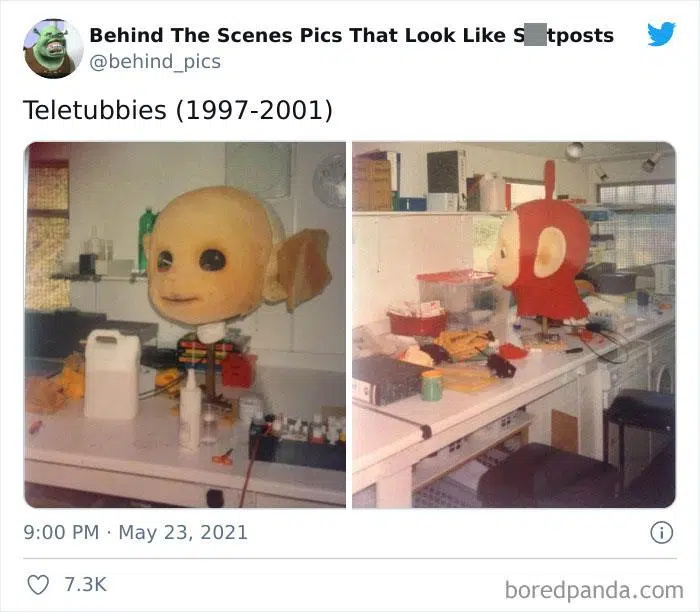 Behind The Scenes Pics That Look Like S tposts
@behind_pics
Teletubbies (1997-2001)
9:00 PM · May 23, 2021
7.3K
boredpanda.com